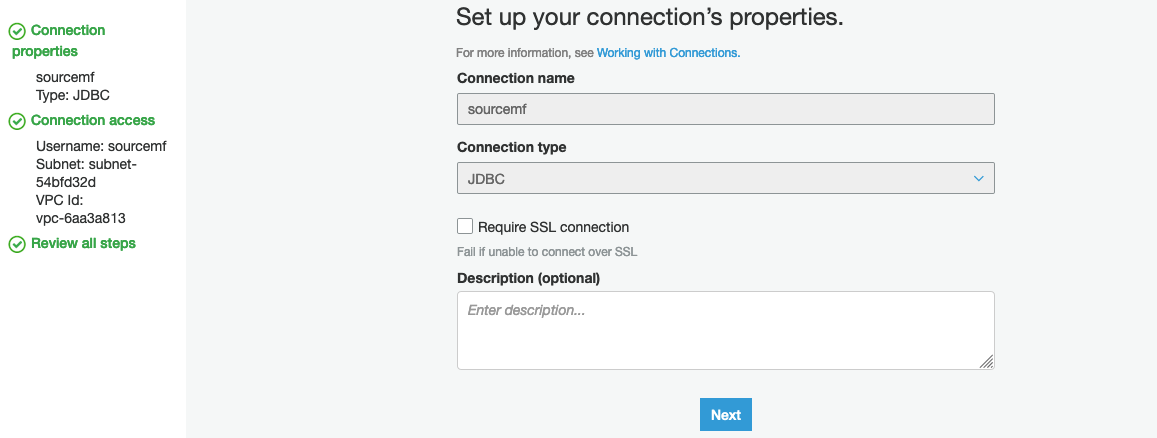 Connection
properties
sourcemf
Type: JDBC
Connection access
Username: sourcemf
Subnet: subnet-
54bfd32d
VPC Id:
vpc-6aa3a813
Review all steps
Set up your connection’s properties.
For more information, see Working with Connections.
Connection name
sourcemf
Connection type
JDBC
Require SSL connection
Fail if unable to connect over SSL
Description (optional)
Enter description...
Next